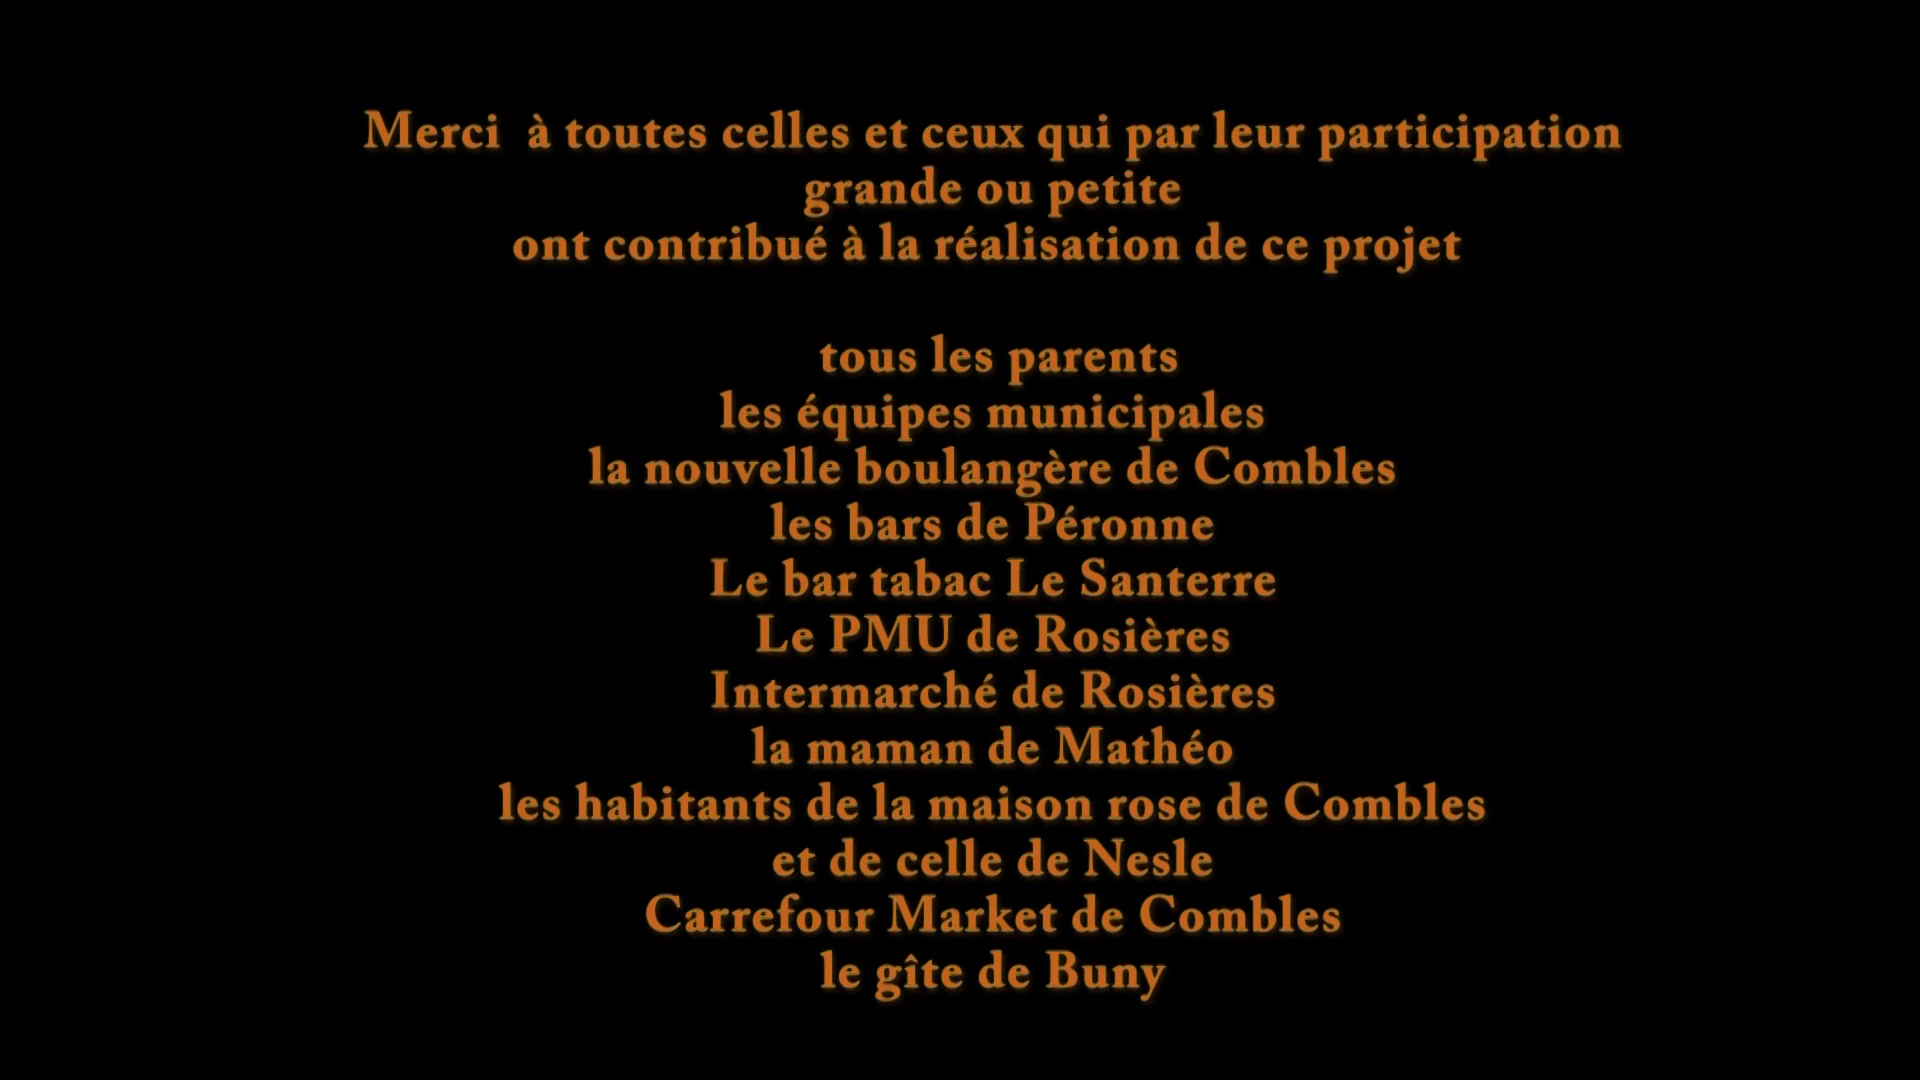 Merci à toutes celles et ceux qui par leur participation
grande ou petite
ont contribué à la réalisation de ce projet
tous les parents
les équipes municipales
la nouvelle boulangère de Combles
les bars de Péronne
Le bar tabac Le Santerre
Le PMU de Rosières
Intermarché de Rosières
la maman de Mathéo
les habitants de la maison rose de Combles
et de celle de Nesle
Carrefour Market de Combles
le gîte de Buny